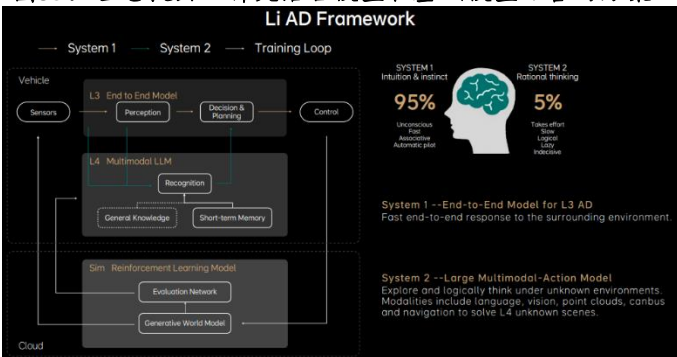 Li AD Framework
System 1
System 2
Training Loop
Vehicle
L3 End to End Model
Sensors
Perception
Decision &
Planning
Control
L4 Multimodal LLM
Recognition
General Knowledge
Short-term Memory
Sim Reinforcement Learning Model
Evaluation Network
Generative World Model
Cloud
SYSTEM 1
Intuition & instinct
95%
Unconscious
Fast
Associative
Automatic pilot
SYSTEM 2
Rational thinking
5%
Takes effort
Slow
Logical
Lazy
Indecisive
System 1 --End-to-End Model for L3 AD
Fast end-to-end response to the surrounding environment.
System 2 --Large Multimodal-Action Model
Explore and logically think under unknown environments.
Modalities include language, vision, point clouds, canbus
and navigation to solve L4 unknown scenes.